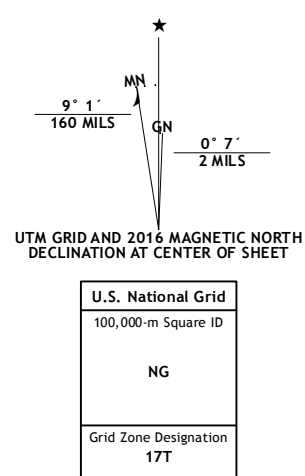 ★
MN
9° 1´
160 MILS
GN
0° 7´
2 MILS
UTM GRID AND 2016 MAGNETIC NORTH
DECLINATION AT CENTER OF SHEET
U.S. National Grid
100,000-m Square ID
NG
Grid Zone Designation
17T